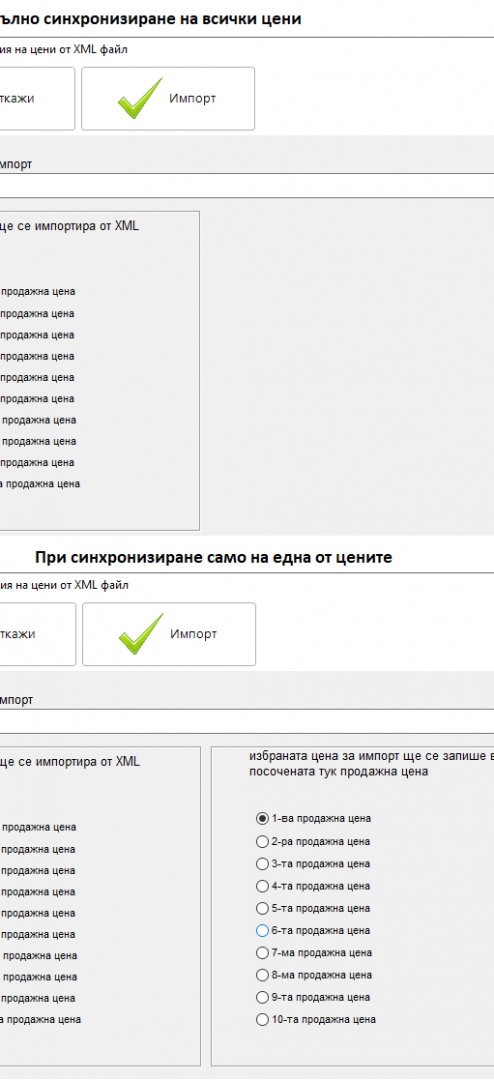 ълно синхронизиране на всички цени
ия на цени от XML файл
ткажи
Импорт
мпорт
ще се импортира от XML
продажна цена
продажна цена
продажна цена
продажна цена
продажна цена
продажна цена
продажна цена
продажна цена
продажна цена
а продажна цена
При синхронизиране само на една от цените
ия на цени от XML файл
ткажи
Импорт
мпорт
ще се импортира от XML
продажна цена
продажна цена
продажна цена
продажна цена
продажна цена
продажна цена
продажна цена
продажна цена
продажна цена
а продажна цена
избраната цена за импорт ще се запише в
посочената тук продажна цена
1-ва продажна цена
2-ра продажна цена
3-та продажна цена
4-та продажна цена
5-та продажна цена
6-та продажна цена
7-ма продажна цена
8-ма продажна цена
9-та продажна цена
10-та продажна цена